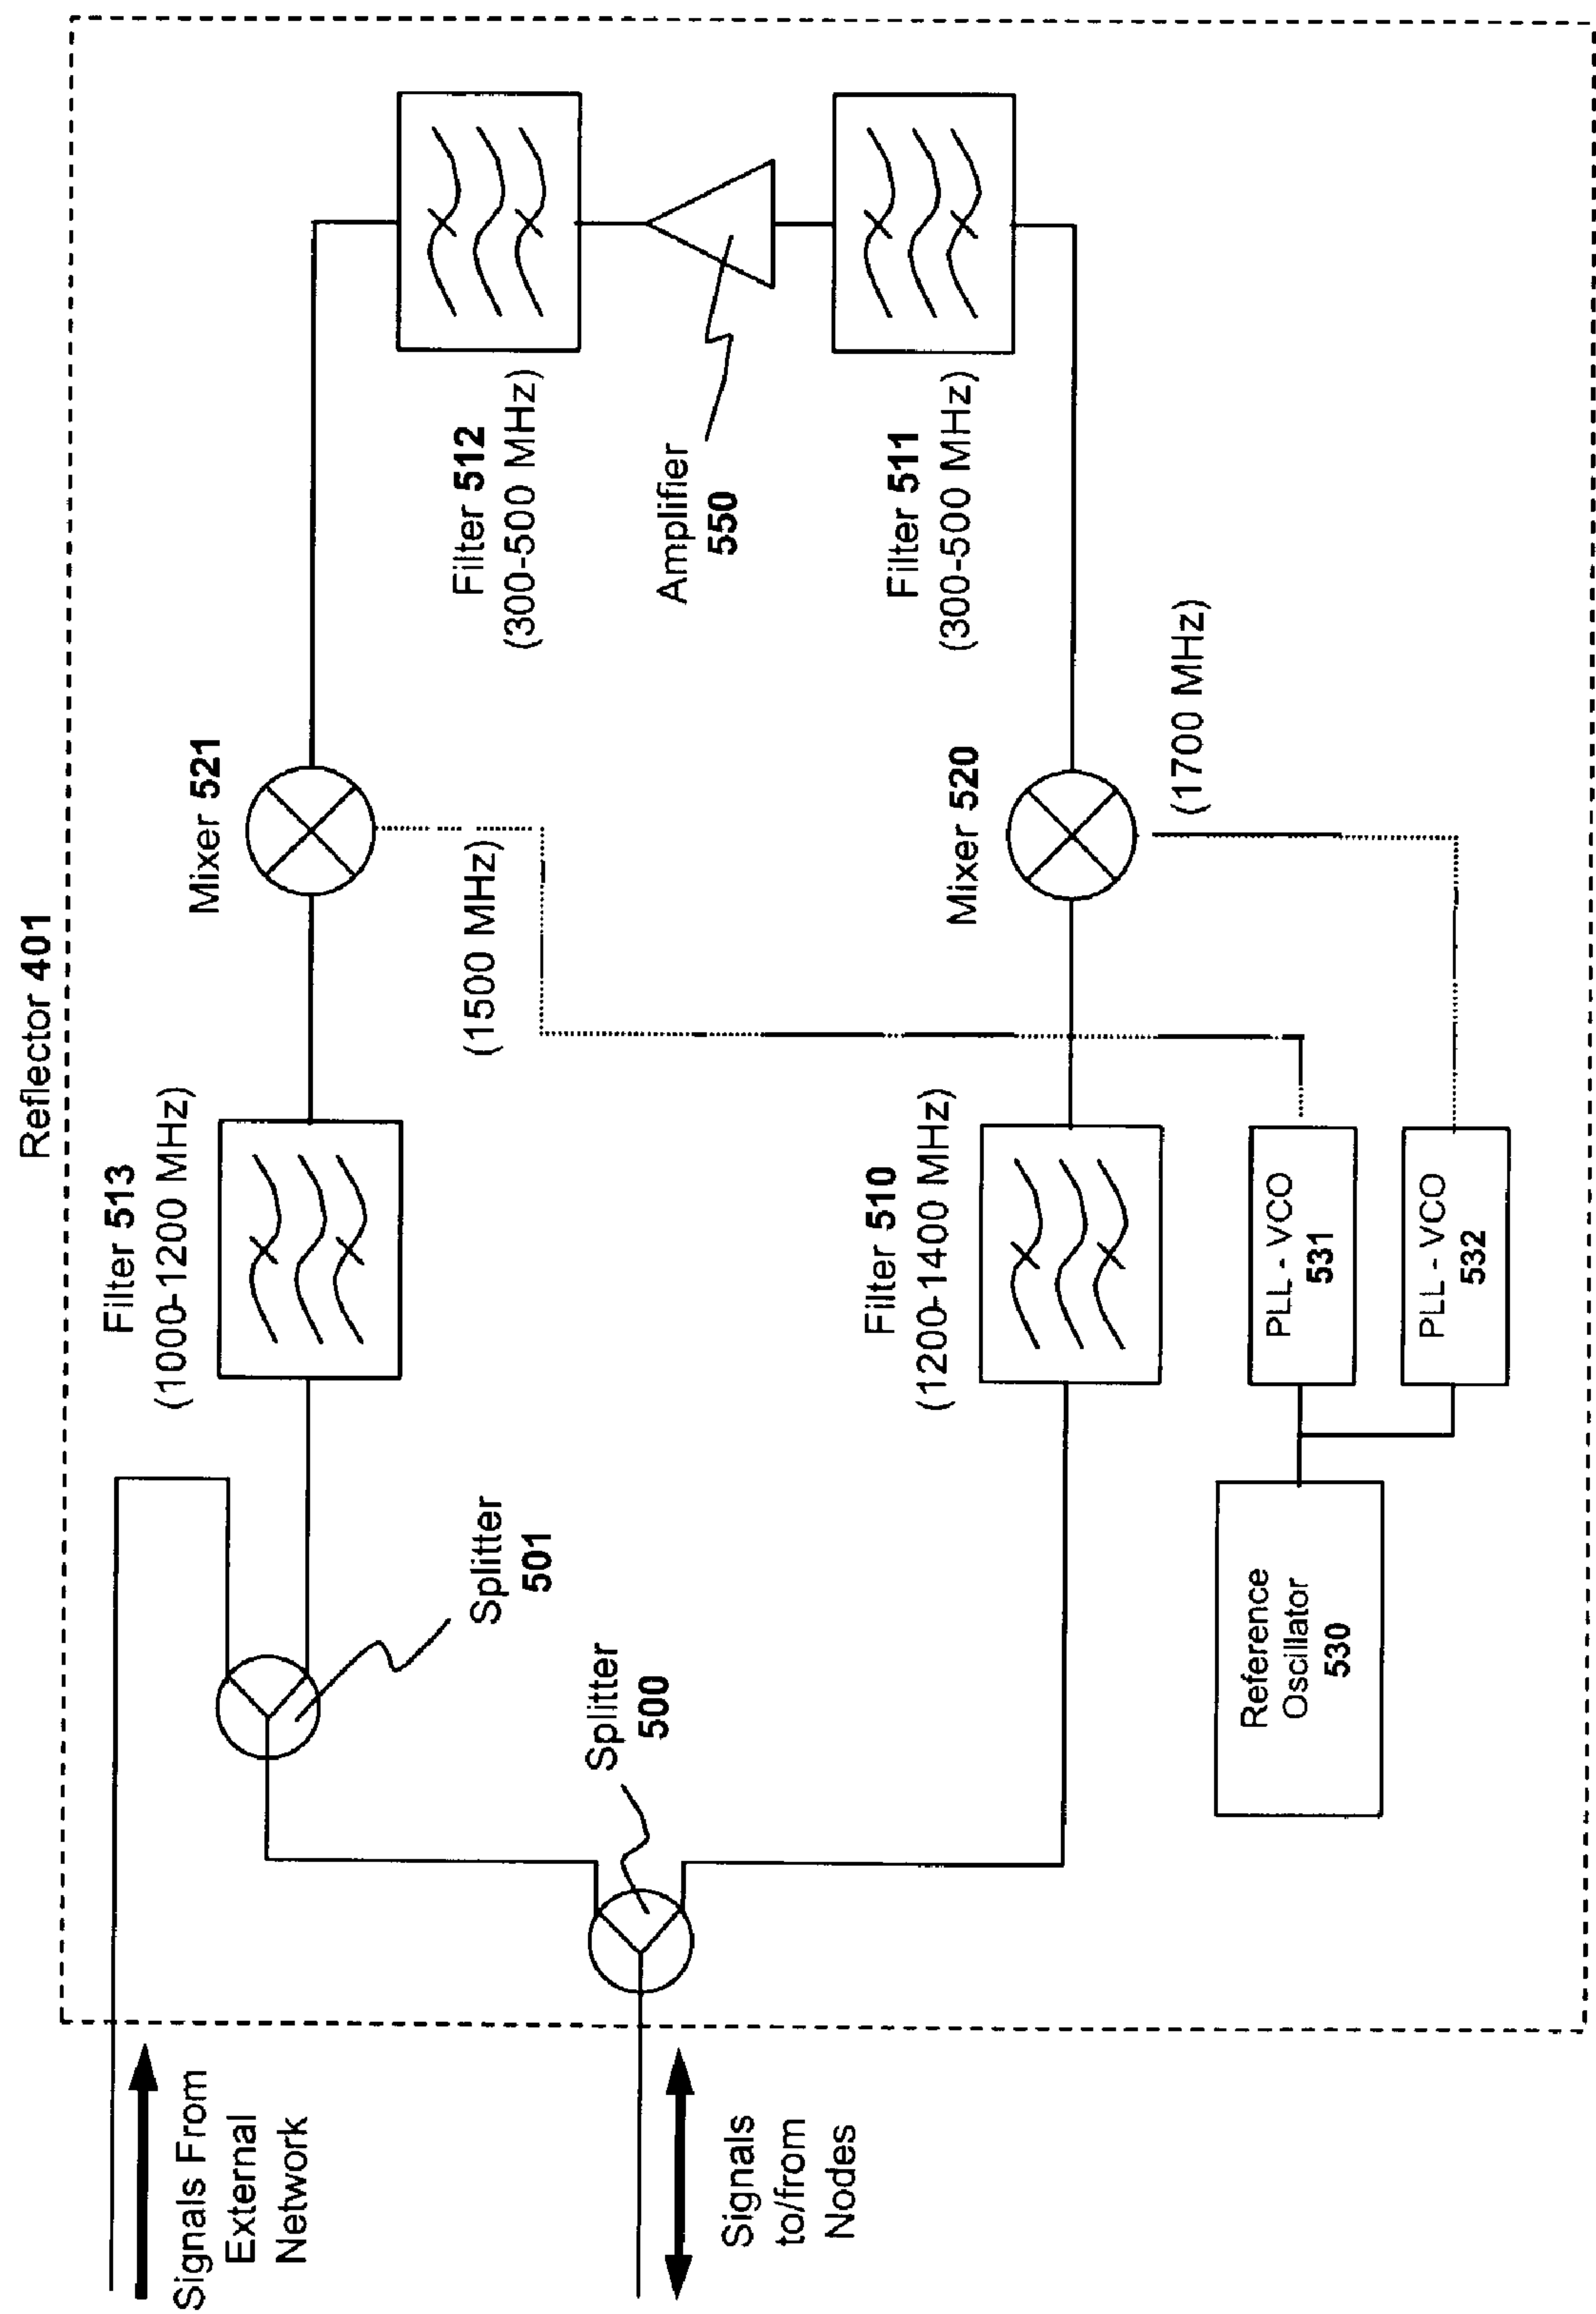 Reflector 401
Signals From
External
Network
Signals
to/from
Nodes
Splitter
501
Splitter
500
Filter 513
(1000-1200 MHz)
Mixer 521
(1500 MHz)
Filter 512
(300-500 MHz)
Amplifier
550
Filter 511
(300-500 MHz)
Filter 510
(1200-1400 MHz)
Mixer 520
(1700 MHz)
Reference
Oscillator
530
PLL - VCO
531
PLL - VCO
532